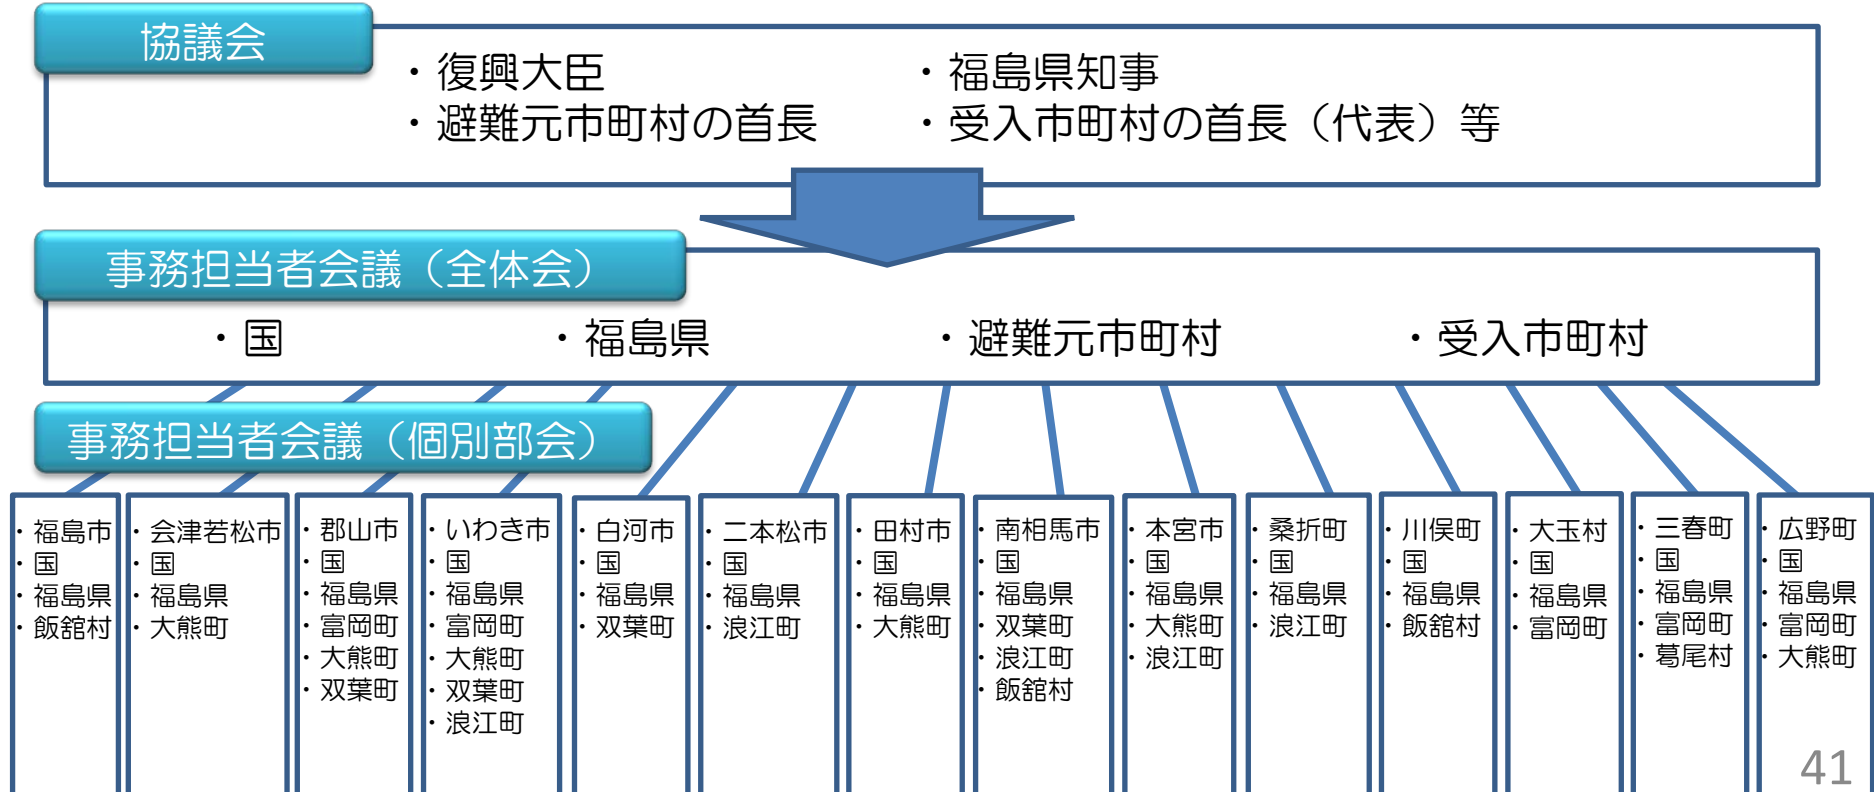 協議会
・復興大臣
・福島県知事
・避難元市町村の首長
・受入市町村の首長（代表）等
事務担当者会議（全体会）
・国
・福島県
・避難元市町村
・受入市町村
事務担当者会議（個別部会）
・福島市
・国
・福島県
・飯舘村
・会津若松市
・国
・福島県
・大熊町
・郡山市
・国
・福島県
・富岡町
・大熊町
・双葉町
・いわき市
・国
・福島県
・富岡町
・大熊町
・双葉町
・浪江町
・白河市
・国
・福島県
・双葉町
・二本松市
・国
・福島県
・浪江町
・田村市
・国
・福島県
・大熊町
・南相馬市
・国
・福島県
・双葉町
・浪江町
・飯舘村
・本宮市
・国
・福島県
・大熊町
・浪江町
・桑折町
・国
・福島県
・浪江町
・川俣町
・国
・福島県
・飯舘村
・大玉村
・国
・福島県
・富岡町
・三春町
・国
・福島県
・富岡町
・葛尾村
・広野町
・国
・福島県
・富岡町
・大熊町
41